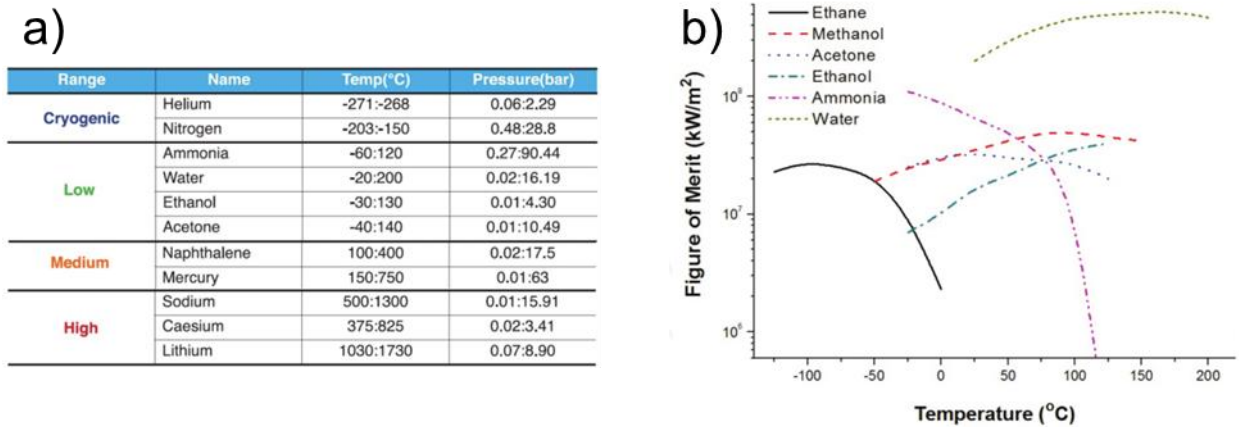 a)
Range Name Temp(°C) Pressure(bar)
Cryogenic
Helium -271:-268 0.06:2.29
Nitrogen -203:-150 0.48:28.8
Low
Ammonia -60:120 0.27:90.44
Water -20:200 0.02:16.19
Ethanol -30:130 0.01:4.30
Acetone -40:140 0.01:10.49
Medium
Naphthalene 100:400 0.02:17.5
Mercury 150:750 0.01:63
High
Sodium 500:1300 0.01:15.91
Caesium 375:825 0.02:3.41
Lithium 1030:1730 0.07:8.90
b)
Ethane
Methanol
Acetone
Ethanol
Ammonia
Water
Figure of Merit (kW/m²)
10⁸
10⁷
10⁶
-100 -50 0 50 100 150 200
Temperature (°C)